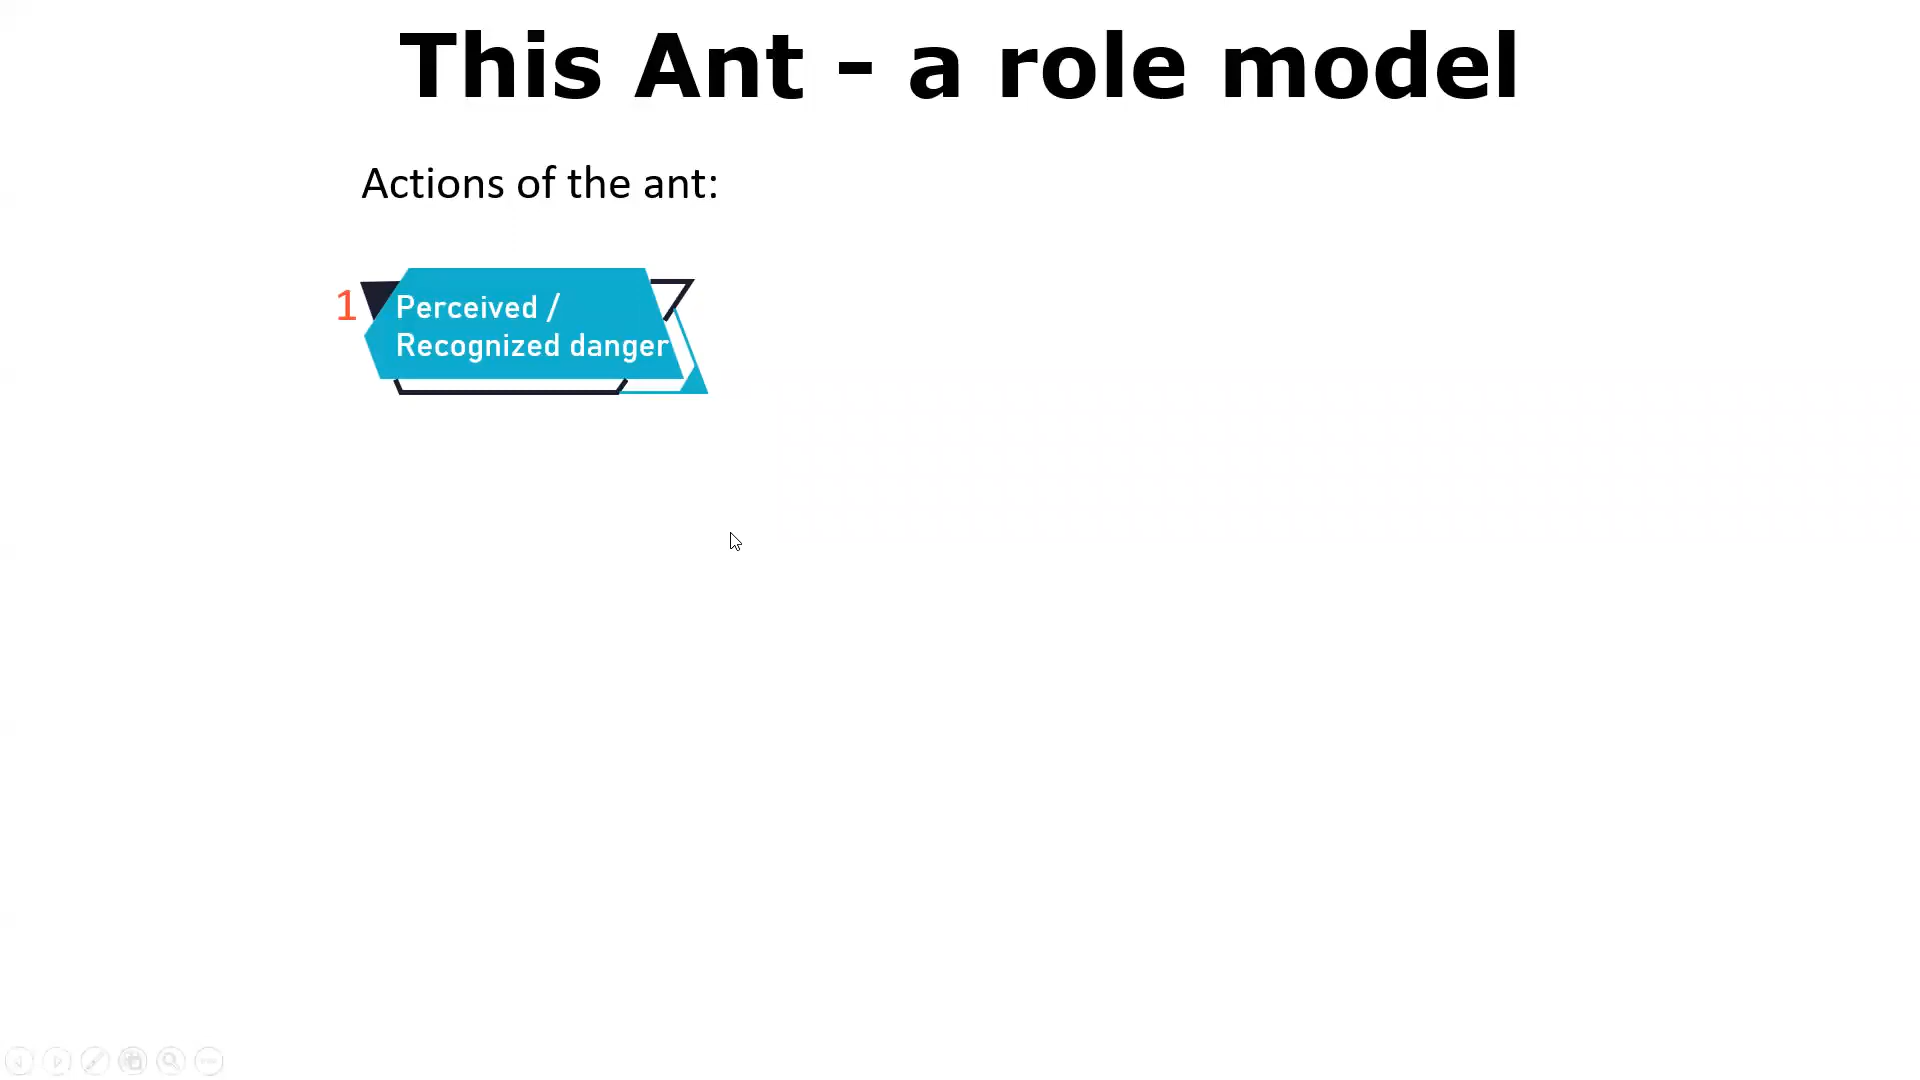 This Ant - a role model
Actions of the ant:
1
Perceived /
Recognized danger